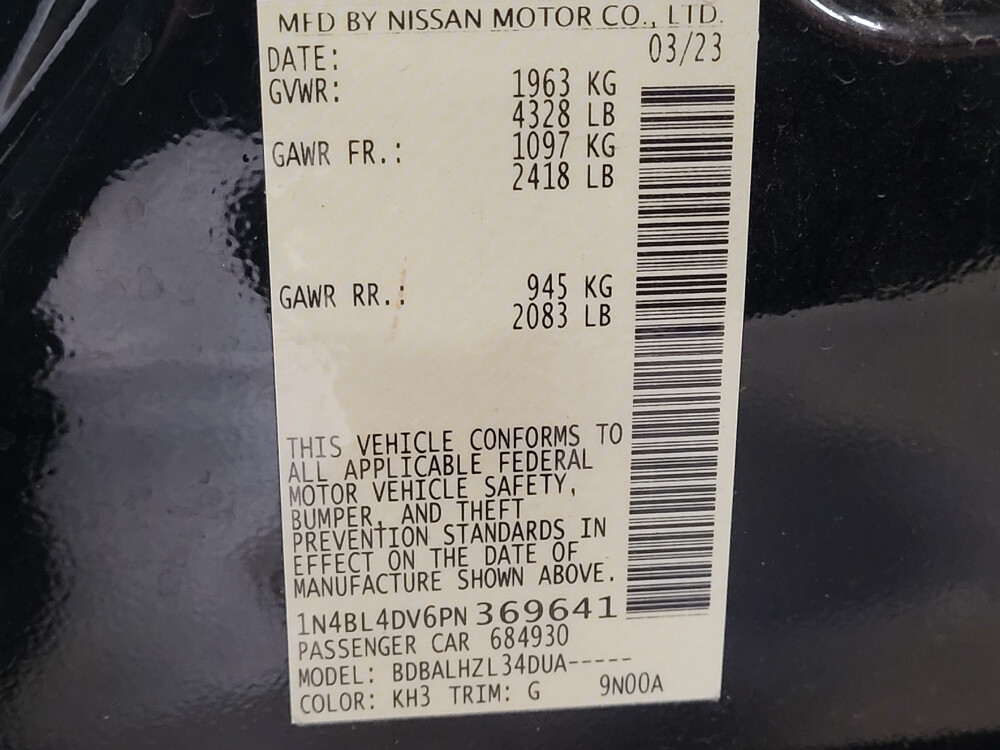 MFD BY NISSAN MOTOR CO., LTD.
DATE: 03/23
GVWR: 1963 KG
4328 LB
GAWR FR.: 1097 KG
2418 LB
GAWR RR.: 945 KG
2083 LB
THIS VEHICLE CONFORMS TO
ALL APPLICABLE FEDERAL
MOTOR VEHICLE SAFETY,
BUMPER, AND THEFT
PREVENTION STANDARDS IN
EFFECT ON THE DATE OF
MANUFACTURE SHOWN ABOVE.
1N4BL4DV6PN369641
PASSENGER CAR 684930
MODEL: BDBALHZL34DUA-----
COLOR: KH3 TRIM: G 9N00A